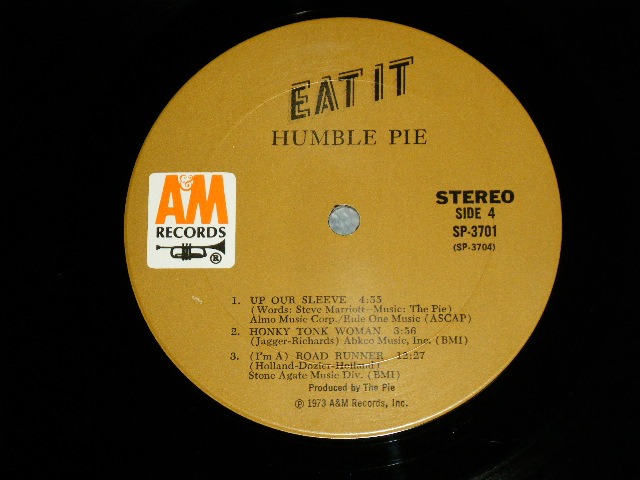 EAT IT
HUMBLE PIE
A&M
RECORDS
®
STEREO
SIDE 4
SP-3701
(SP-3704)
1. UP OUR SLEEVE 4:55
(Words: Steve Marriott–Music: The Pie)
Almo Music Corp./Rule One Music (ASCAP)
2. HONKY TONK WOMAN 3:56
(Jagger-Richards) Abkco Music, Inc. (BMI)
3. (I'm A) ROAD RUNNER 12:27
(Holland-Dozier-Holland)
Stone Agate Music Div. (BMI)
Produced by The Pie
℗ 1973 A&M Records, Inc.